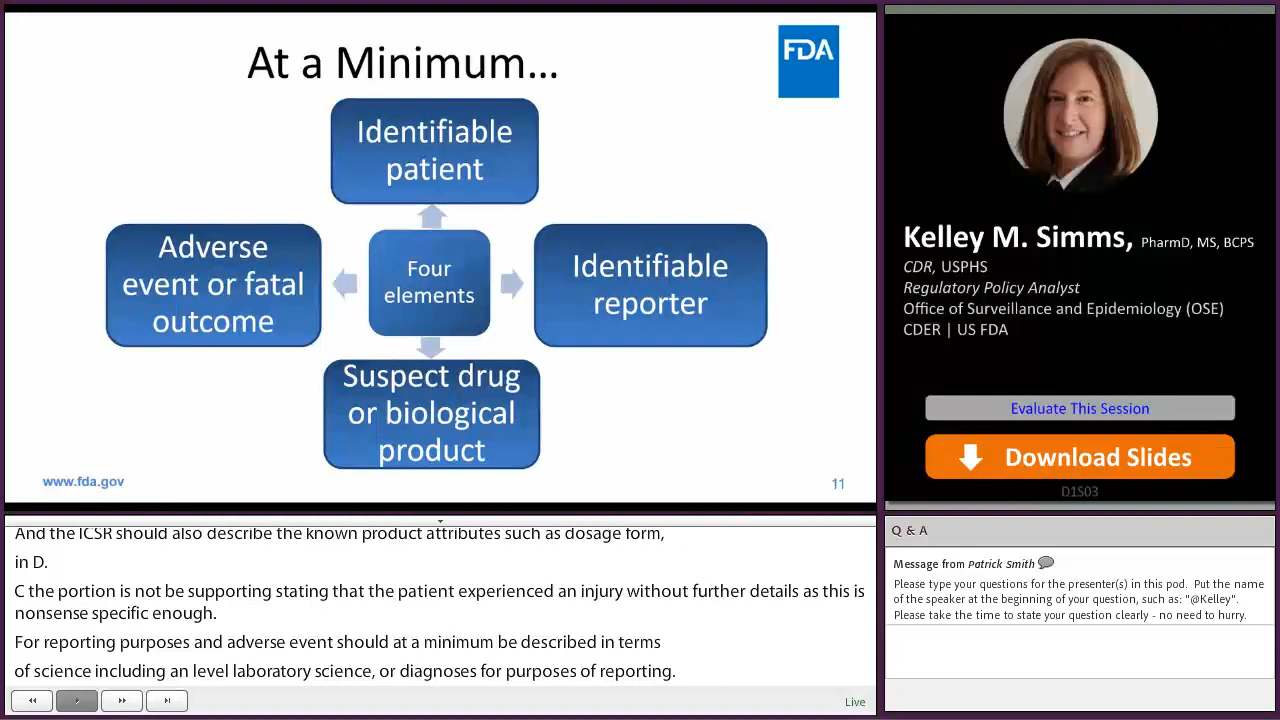 At a Minimum...
FDA
Identifiable
patient
Adverse
event or fatal
outcome
Four
elements
Identifiable
reporter
Suspect drug
or biological
product
www.fda.gov
11
Kelley M. Simms, PharmD, MS, BCPS
CDR, USPHS
Regulatory Policy Analyst
Office of Surveillance and Epidemiology (OSE)
CDER | US FDA
Evaluate This Session
Download Slides
D1S03
And the ICSR should also describe the known product attributes such as dosage form,
in D.
C the portion is not be supporting stating that the patient experienced an injury without further details as this is
nonsense specific enough.
For reporting purposes and adverse event should at a minimum be described in terms
of science including an level laboratory science, or diagnoses for purposes of reporting.
Live
Q & A
Message from Patrick Smith
Please type your questions for the presenter(s) in this pod. Put the name
of the speaker at the beginning of your question, such as: "@Kelley".
Please take the time to state your question clearly - no need to hurry.